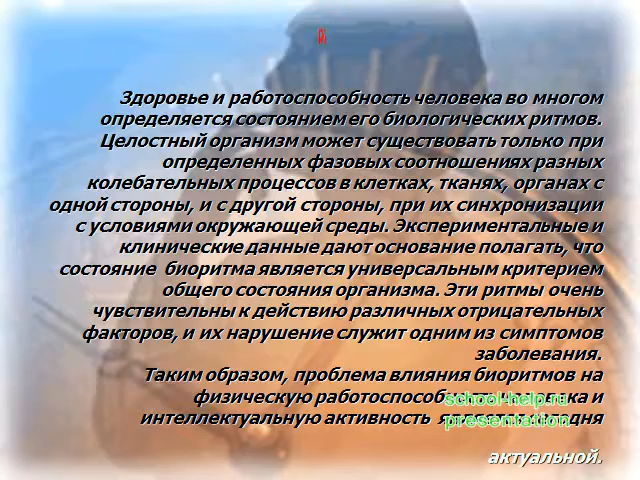 Здоровье и работоспособность человека во многом
определяется состоянием его биологических ритмов.
Целостный организм может существовать только при
определенных фазовых соотношениях разных
колебательных процессов в клетках, тканях, органах с
одной стороны, и с другой стороны, при их синхронизации
с условиями окружающей среды. Экспериментальные и
клинические данные дают основание полагать, что
состояние биоритма является универсальным критерием
общего состояния организма. Эти ритмы очень
чувствительны к действию различных отрицательных
факторов, и их нарушение служит одним из симптомов
заболевания.
Таким образом, проблема влияния биоритмов на
физическую и
интеллектуальную активность
school-help.ru
presentation
актуальной.